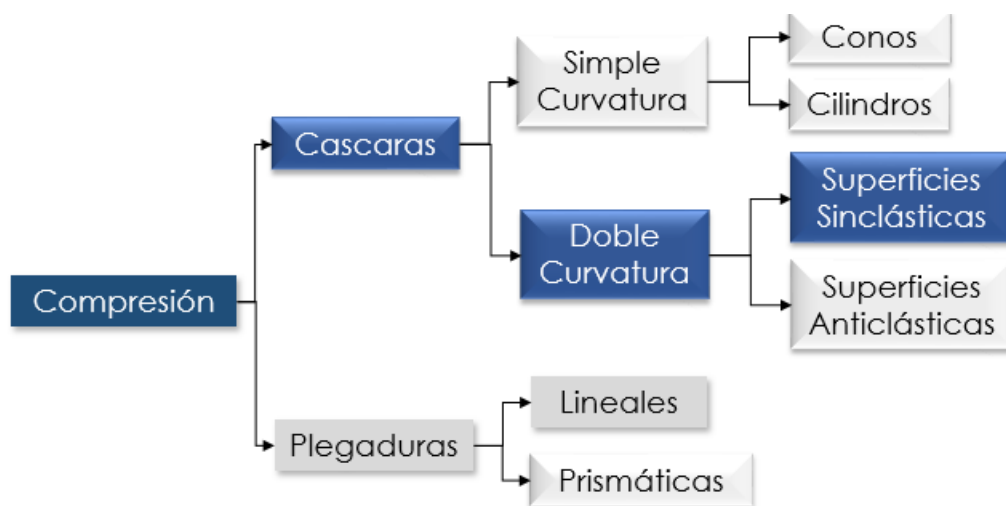 Compresión
Cascaras
Simple
Curvatura
Conos
Cilindros
Doble
Curvatura
Superficies
Sinclásticas
Superficies
Anticlásticas
Plegaduras
Lineales
Prismáticas